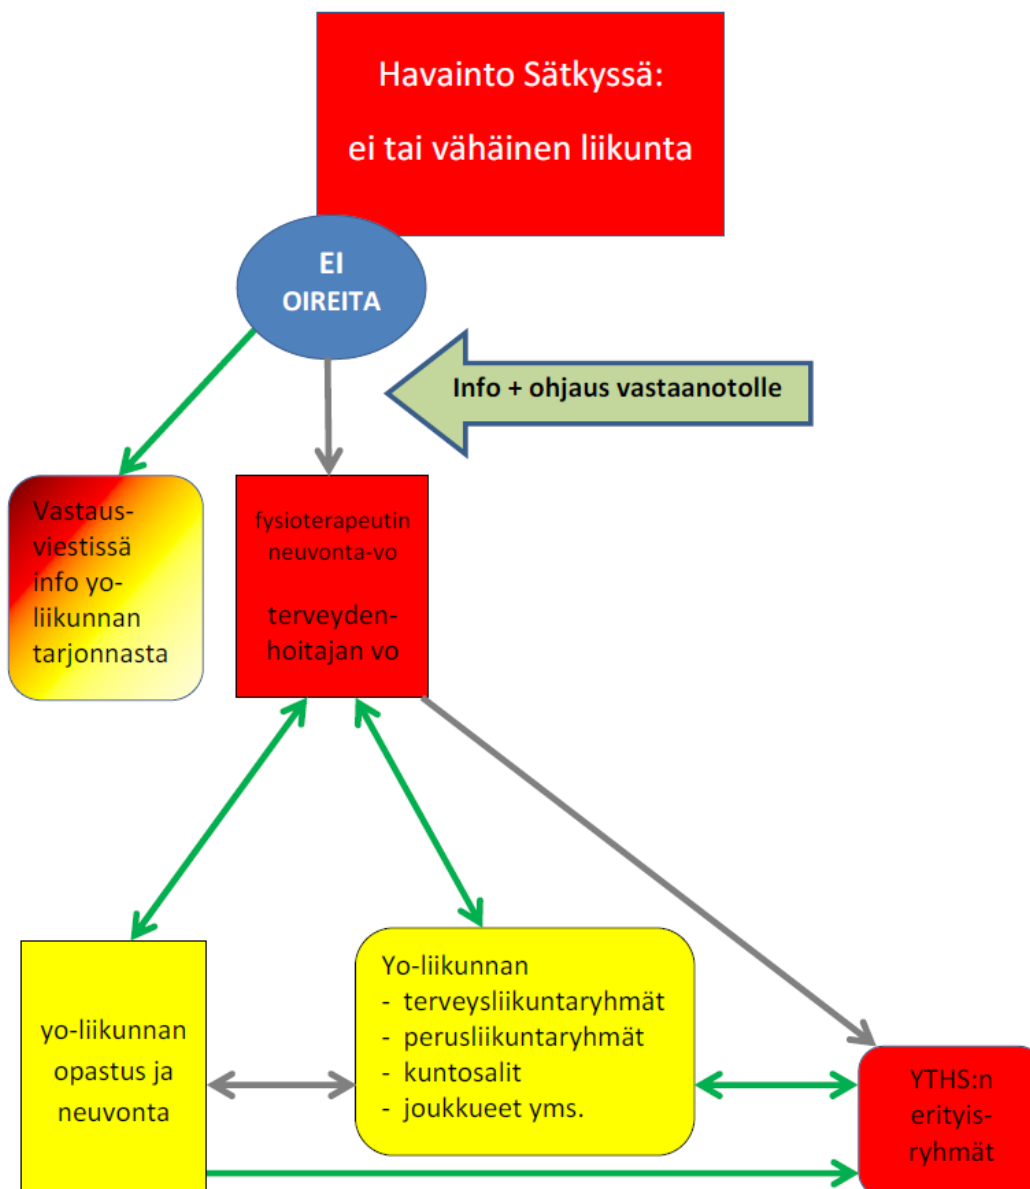 Havainto Sätkyssä:
ei tai vähäinen liikunta
EI
OIREITA
Info + ohjaus vastaanotolle
Vastaus-
viestissä
info yo-
liikunnan
tarjonnasta
fysioterapeutin
neuvonta-vo
terveyden-
hoitajan vo
yo-liikunnan
opastus ja
neuvonta
Yo-liikunnan
- terveysliikuntaryhmät
- perusliikuntaryhmät
- kuntosalit
- joukkueet yms.
YTHS:n
erityis-
ryhmät